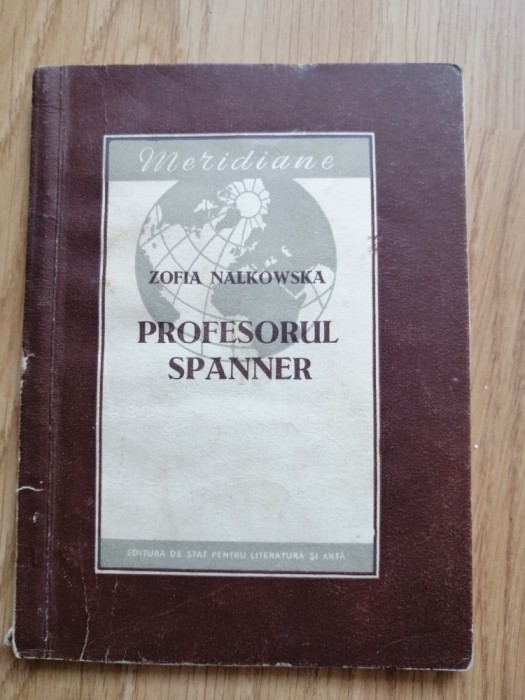 Meridiane
ZOFIA NALKOWSKA
PROFESORUL
SPANNER
EDITURA DE STAT PENTRU LITERATURĂ ȘI ARTĂ